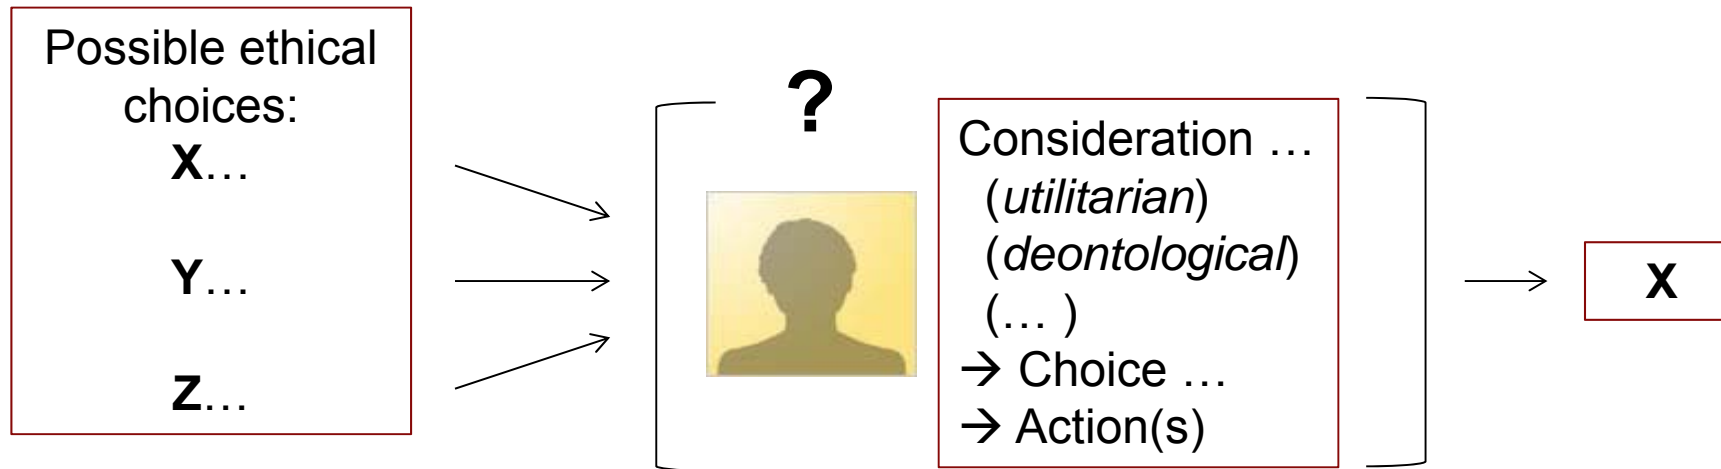 Possible ethical
choices:
X…
Y…
Z…
?
Consideration …
(utilitarian)
(deontological)
(… )
→ Choice …
→ Action(s)
X